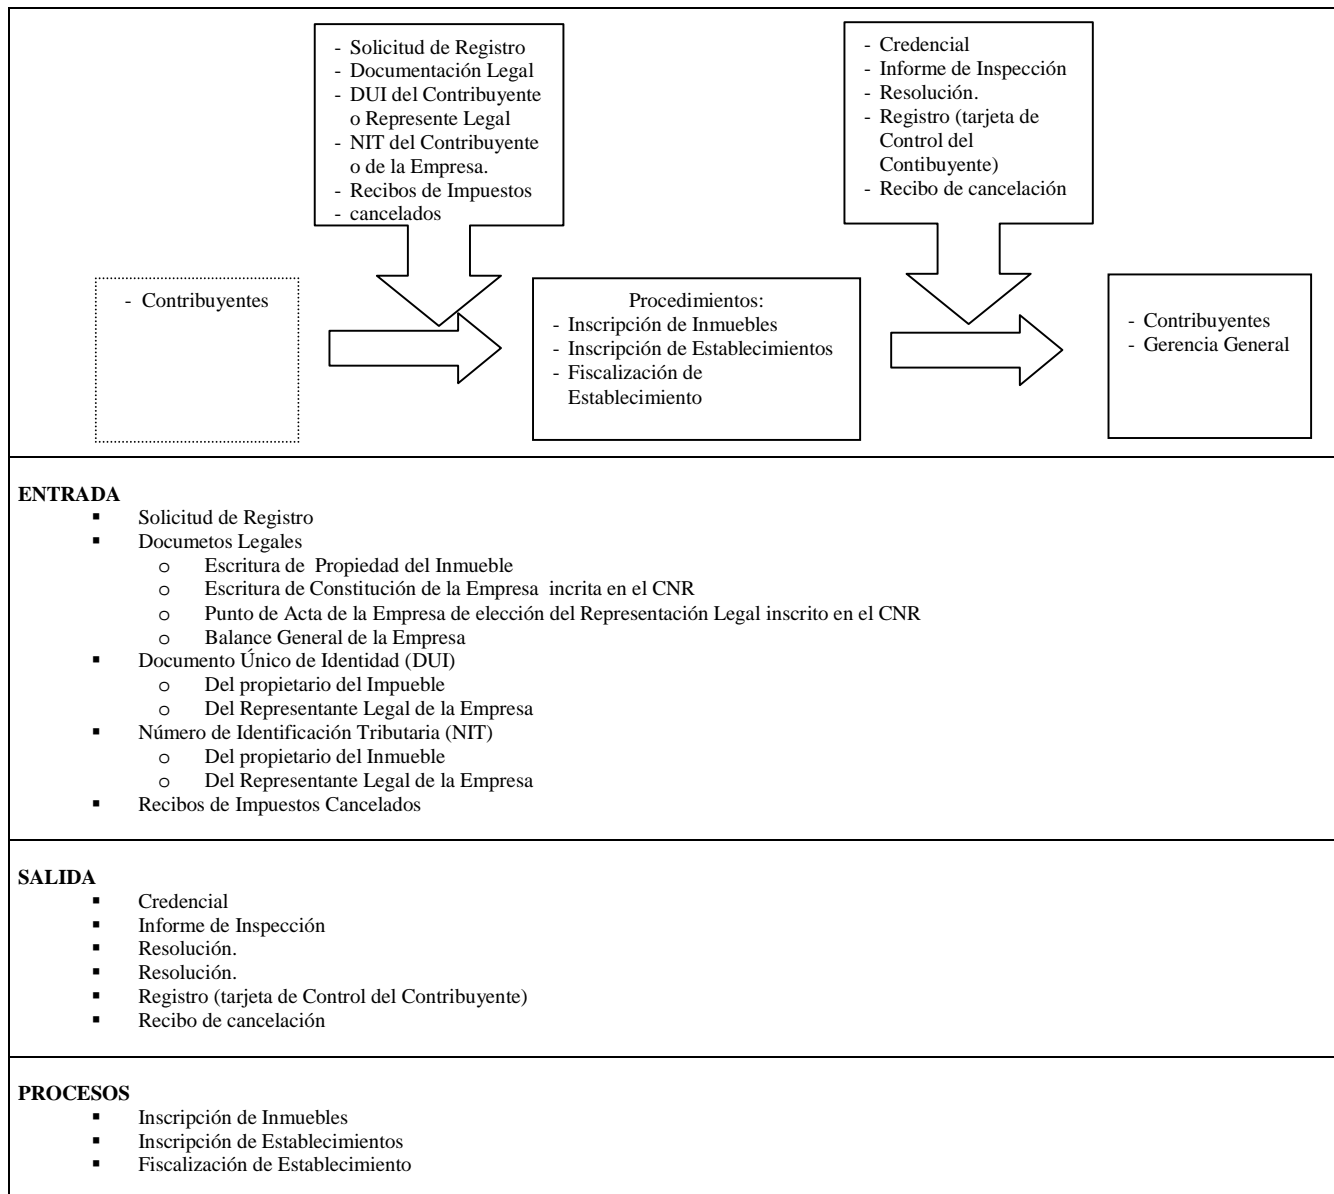 - Solicitud de Registro
- Documentación Legal
- DUI del Contribuyente
o Represente Legal
- NIT del Contribuyente
o de la Empresa.
- Recibos de Impuestos
- cancelados
- Credencial
- Informe de Inspección
- Resolución.
- Registro (tarjeta de
Control del
Contibuyente)
- Recibo de cancelación
- Contribuyentes
Procedimientos:
- Inscripción de Inmuebles
- Inscripción de Establecimientos
- Fiscalización de
Establecimiento
- Contribuyentes
- Gerencia General
ENTRADA
▪ Solicitud de Registro
▪ Documetos Legales
o Escritura de Propiedad del Inmueble
o Escritura de Constitución de la Empresa incrita en el CNR
o Punto de Acta de la Empresa de elección del Representación Legal inscrito en el CNR
o Balance General de la Empresa
▪ Documento Único de Identidad (DUI)
o Del propietario del Impueble
o Del Representante Legal de la Empresa
▪ Número de Identificación Tributaria (NIT)
o Del propietario del Inmueble
o Del Representante Legal de la Empresa
▪ Recibos de Impuestos Cancelados
SALIDA
▪ Credencial
▪ Informe de Inspección
▪ Resolución.
▪ Resolución.
▪ Registro (tarjeta de Control del Contribuyente)
▪ Recibo de cancelación
PROCESOS
▪ Inscripción de Inmuebles
▪ Inscripción de Establecimientos
▪ Fiscalización de Establecimiento